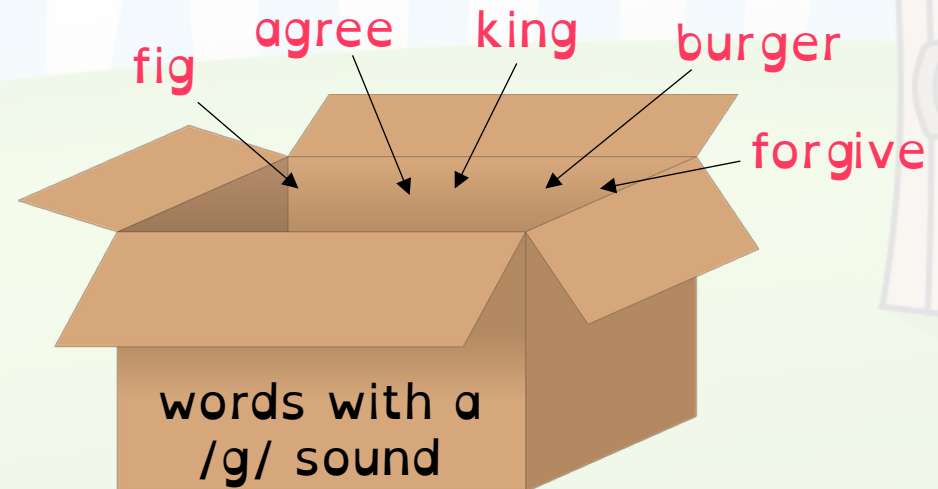 fig
agree
king
burger
forgive
words with a
/g/ sound